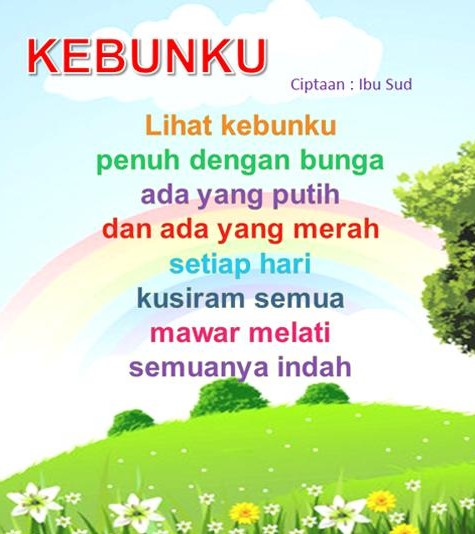 KEBUNKU
Ciptaan : Ibu Sud
Lihat kebunku
penuh dengan bunga
ada yang putih
dan ada yang merah
setiap hari
kusiram semua
mawar melati
semuanya indah